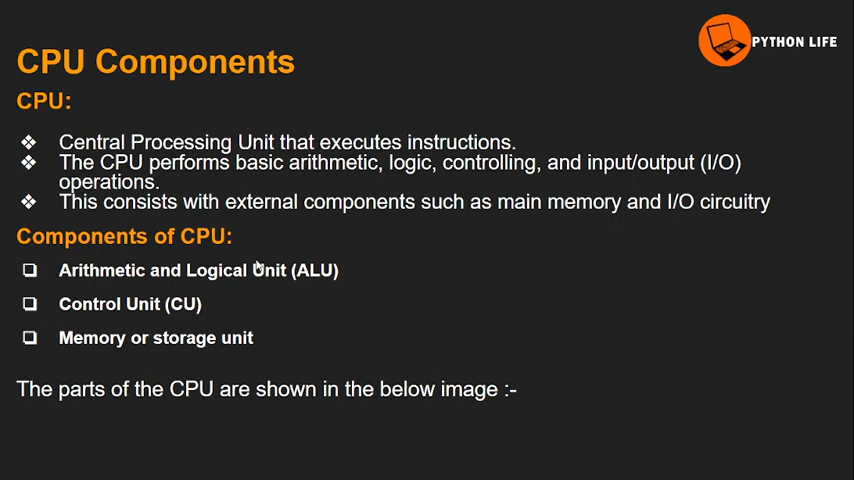 PYTHON LIFE
CPU Components
CPU:
❖ Central Processing Unit that executes instructions.
❖ The CPU performs basic arithmetic, logic, controlling, and input/output (I/O)
operations.
❖ This consists with external components such as main memory and I/O circuitry
Components of CPU:
❑ Arithmetic and Logical Unit (ALU)
❑ Control Unit (CU)
❑ Memory or storage unit
The parts of the CPU are shown in the below image :-